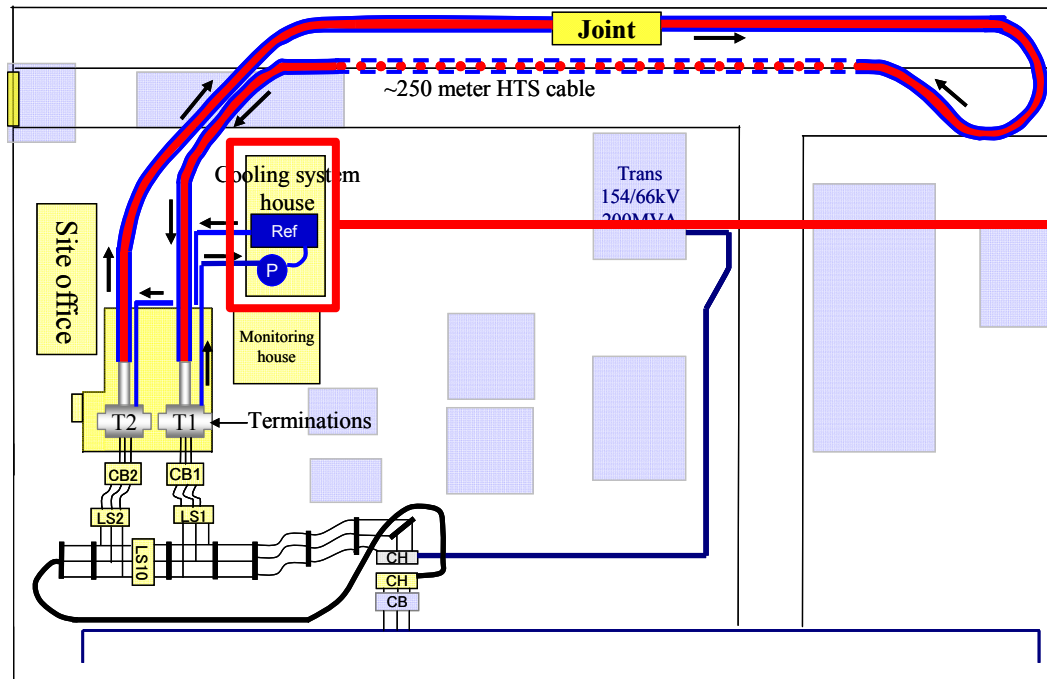 Joint
~250 meter HTS cable
Cooling system
house
Trans
154/66kV
200MVA
Ref
P
Site office
Monitoring
house
T2
T1
Terminations
CB2
CB1
LS2
LS1
LS10
CH
CH
CB